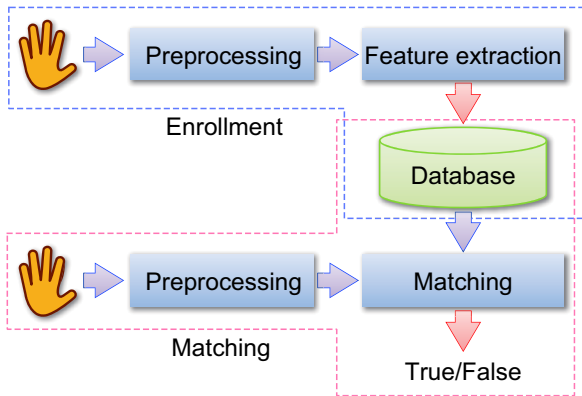 Preprocessing
Feature extraction
Enrollment
Database
Preprocessing
Matching
Matching
True/False